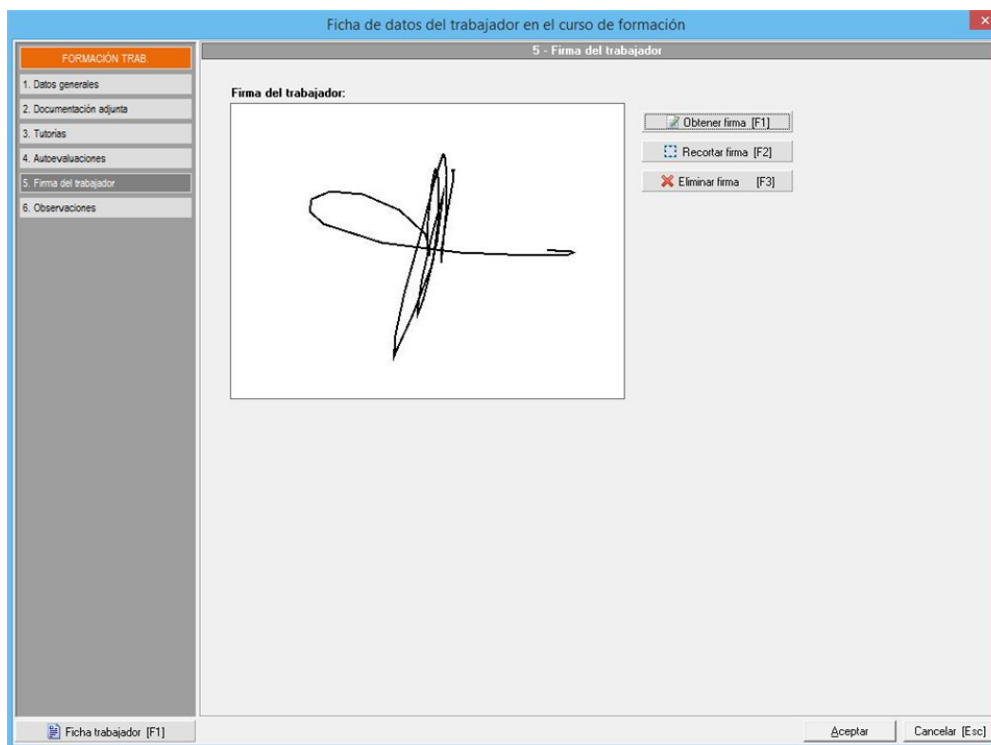 Ficha de datos del trabajador en el curso de formación
FORMACIÓN TRAB.
1. Datos generales
2. Documentación adjunta
3. Tutorías
4. Autoevaluaciones
5. Firma del trabajador
6. Observaciones
5 - Firma del trabajador
Firma del trabajador:
Obtener firma [F1]
Recortar firma [F2]
Eliminar firma [F3]
Ficha trabajador [F1]
Aceptar
Cancelar [Esc]